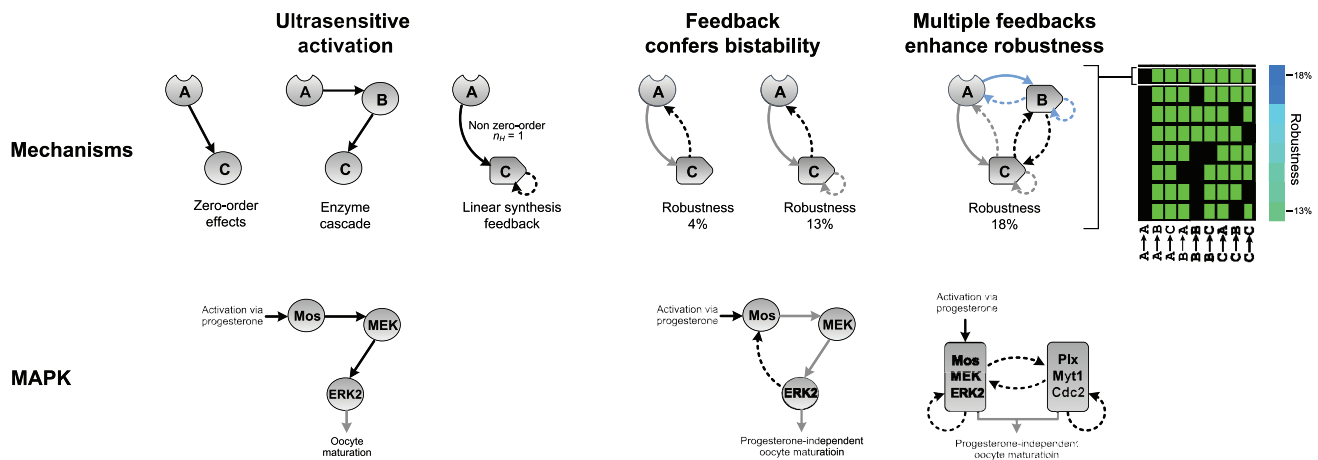 Ultrasensitive
activation
Feedback
confers bistability
Multiple feedbacks
enhance robustness
Mechanisms
A
C
Zero-order
effects
A
B
C
Enzyme
cascade
A
Non zero-order
nH = 1
C
Linear synthesis
feedback
A
C
Robustness
4%
A
C
Robustness
13%
A
B
C
Robustness
18%
18%
Robustness
13%
A→A
A→B
A→C
B→A
B→B
B→C
C→A
C→B
C→C
MAPK
Activation via
progesterone
Mos
MEK
ERK2
Oocyte
maturation
Activation via
progesterone
Mos
MEK
ERK2
Progesterone-independent
oocyte maturatioin
Activation via
progesterone
Mos
MEK
ERK2
Plx
Myt1
Cdc2
Progesterone-independent
oocyte maturatioin